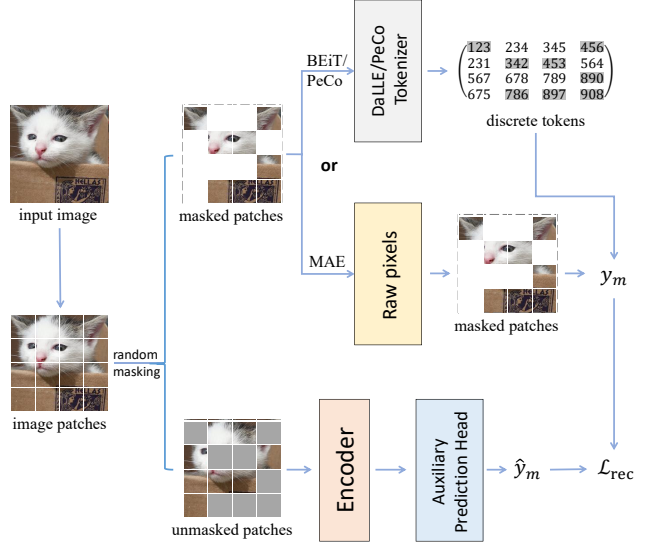 BEiT/
PeCo
DaLLE/PeCo
Tokenizer
123 234 345 456
231 342 453 564
567 678 789 890
675 786 897 908
discrete tokens
input image
masked patches
or
MAE
Raw pixels
masked patches
y_m
image patches
random
masking
unmasked patches
Encoder
Auxiliary
Prediction Head
ŷ_m
ℒ_rec
HELLAS